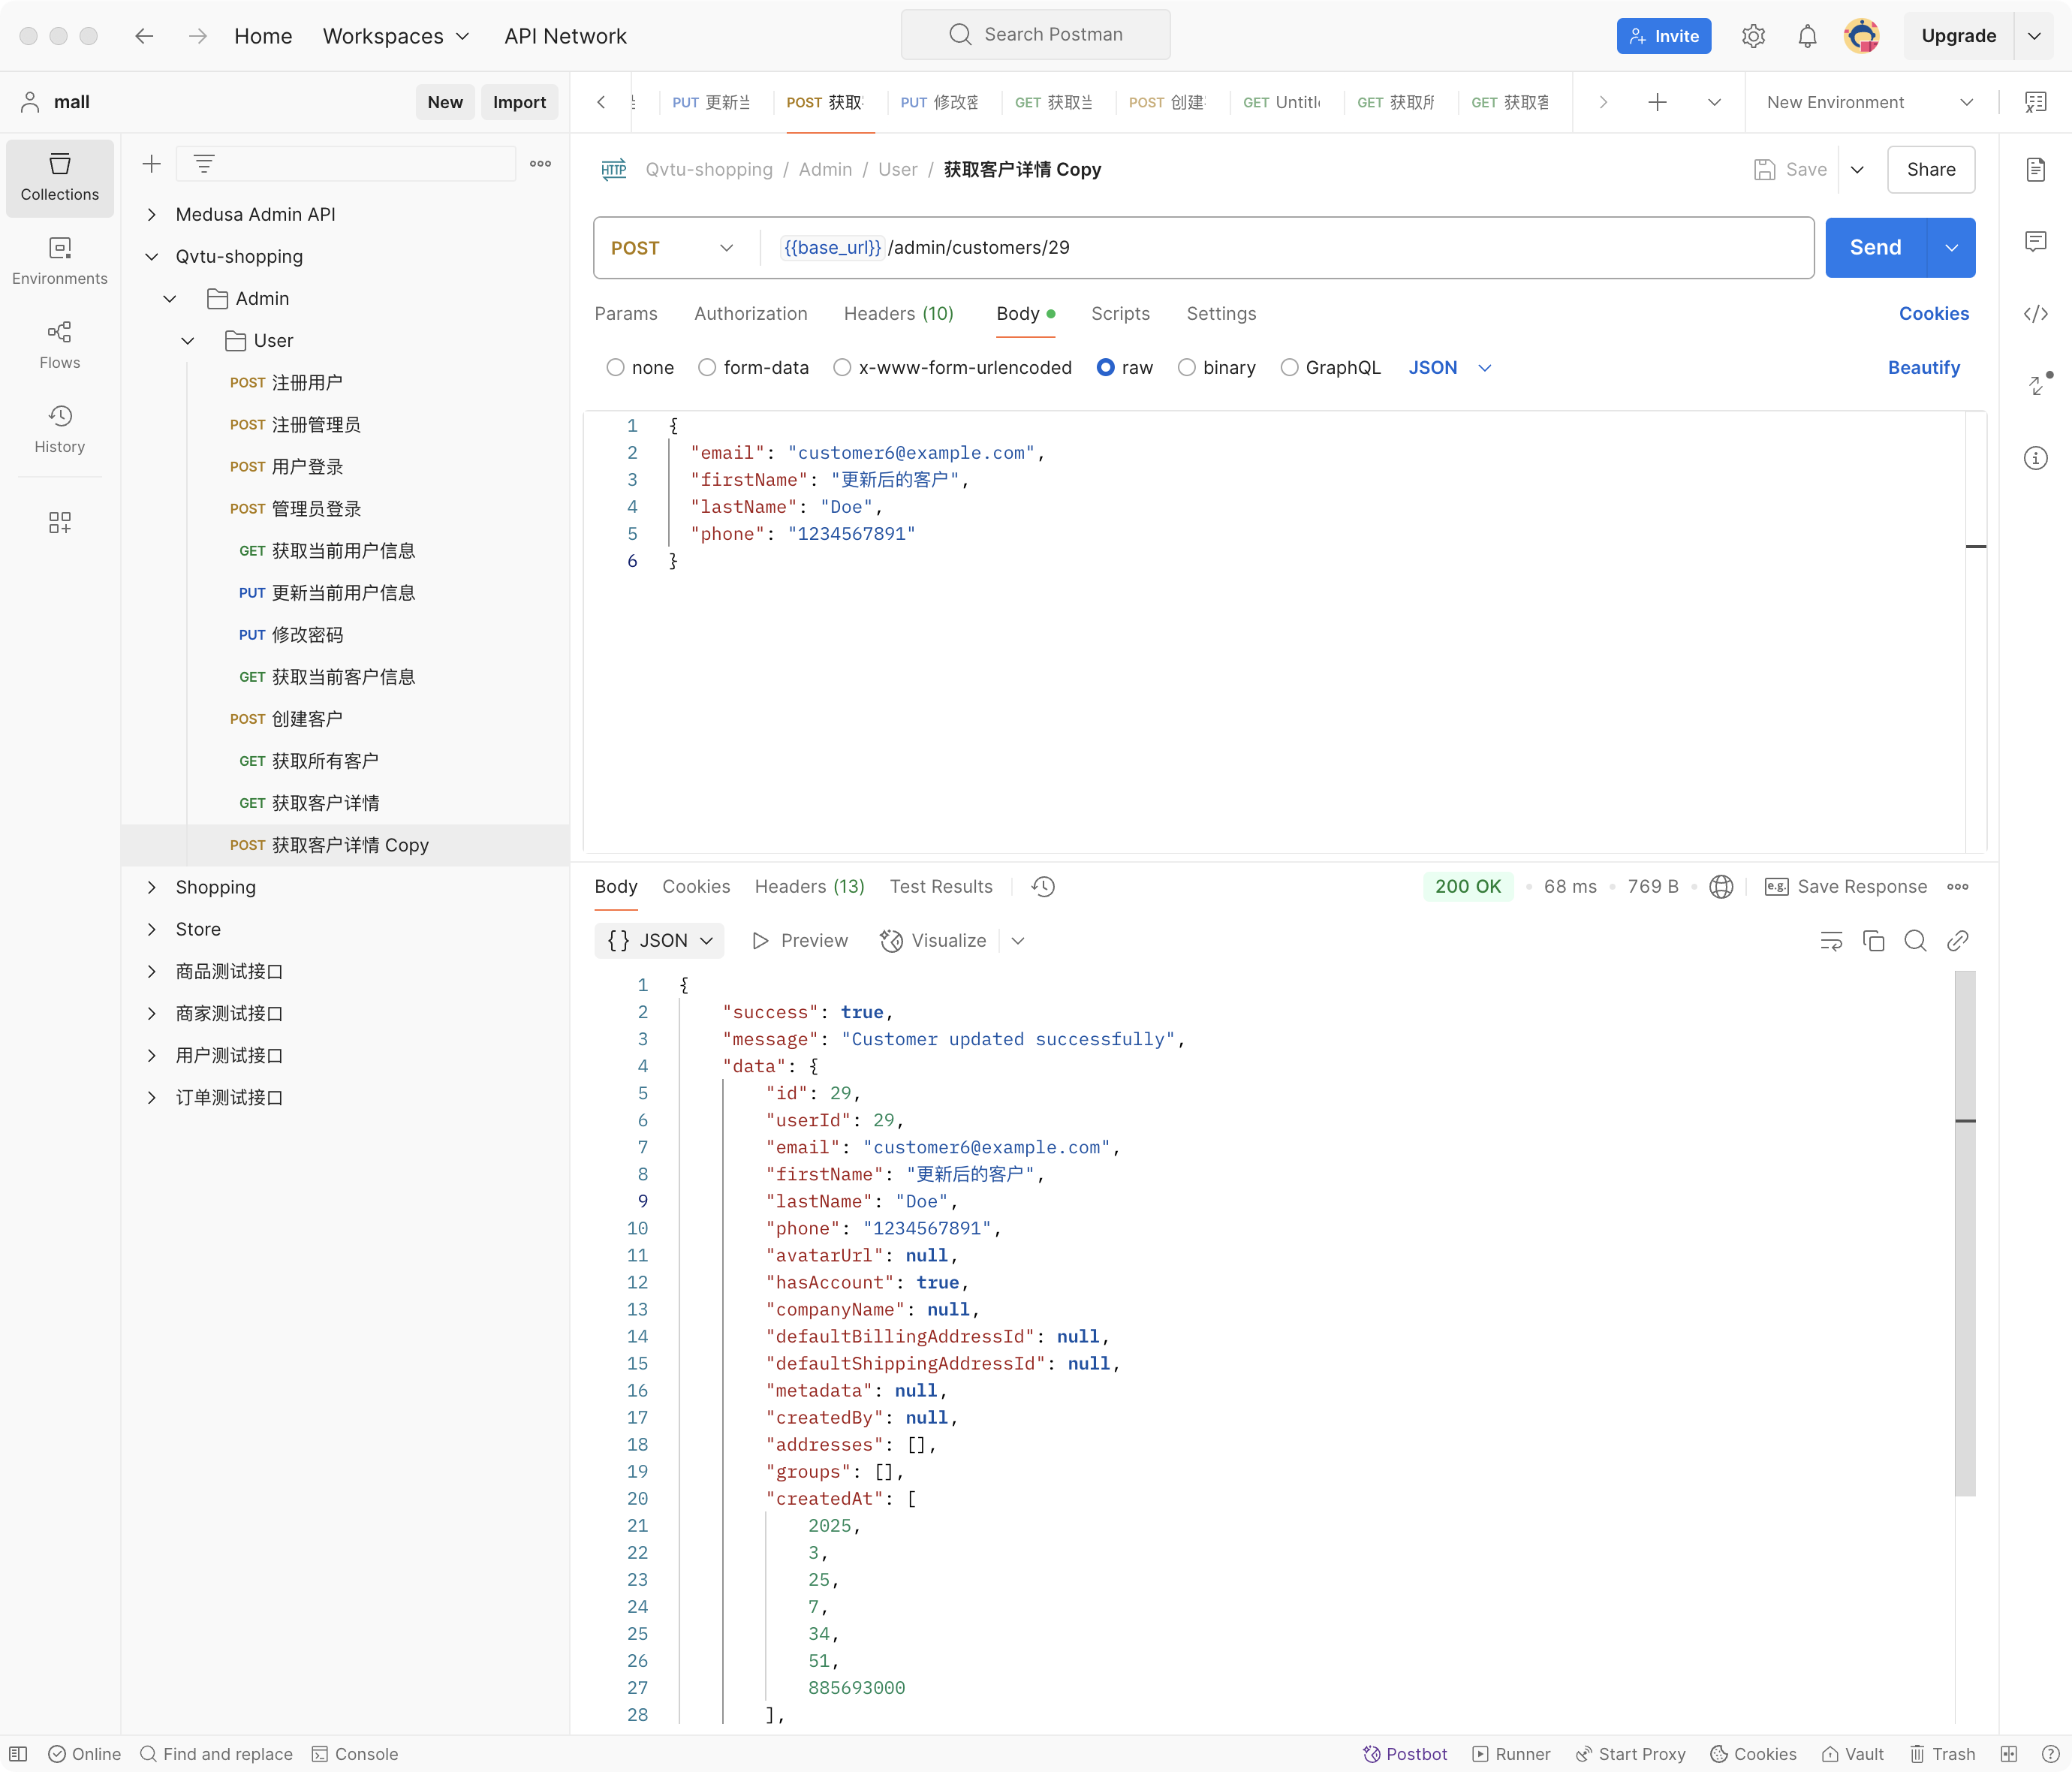 Home Workspaces API Network Search Postman Invite Upgrade
mall New Import
PUT 更新当 POST 获取 PUT 修改密 GET 获取当 POST 创建 GET Untitl GET 获取所 GET 获取客 New Environment
Collections
Environments
Flows
History
Medusa Admin API
Qvtu-shopping
Admin
User
POST 注册用户
POST 注册管理员
POST 用户登录
POST 管理员登录
GET 获取当前用户信息
PUT 更新当前用户信息
PUT 修改密码
GET 获取当前客户信息
POST 创建客户
GET 获取所有客户
GET 获取客户详情
POST 获取客户详情 Copy
Shopping
Store
商品测试接口
商家测试接口
用户测试接口
订单测试接口
HTTP Qvtu-shopping / Admin / User / 获取客户详情 Copy Save Share
POST {{base_url}} /admin/customers/29 Send
Params Authorization Headers (10) Body Scripts Settings Cookies
none form-data x-www-form-urlencoded raw binary GraphQL JSON Beautify
1 {
2 "email": "customer6@example.com",
3 "firstName": "更新后的客户",
4 "lastName": "Doe",
5 "phone": "1234567891"
6 }
Body Cookies Headers (13) Test Results 200 OK • 68 ms • 769 B • e.g. Save Response
{} JSON Preview Visualize
1 {
2 "success": true,
3 "message": "Customer updated successfully",
4 "data": {
5 "id": 29,
6 "userId": 29,
7 "email": "customer6@example.com",
8 "firstName": "更新后的客户",
9 "lastName": "Doe",
10 "phone": "1234567891",
11 "avatarUrl": null,
12 "hasAccount": true,
13 "companyName": null,
14 "defaultBillingAddressId": null,
15 "defaultShippingAddressId": null,
16 "metadata": null,
17 "createdBy": null,
18 "addresses": [],
19 "groups": [],
20 "createdAt": [
21 2025,
22 3,
23 25,
24 7,
25 34,
26 51,
27 885693000
28 ],
Online Find and replace Console Postbot Runner Start Proxy Cookies Vault Trash